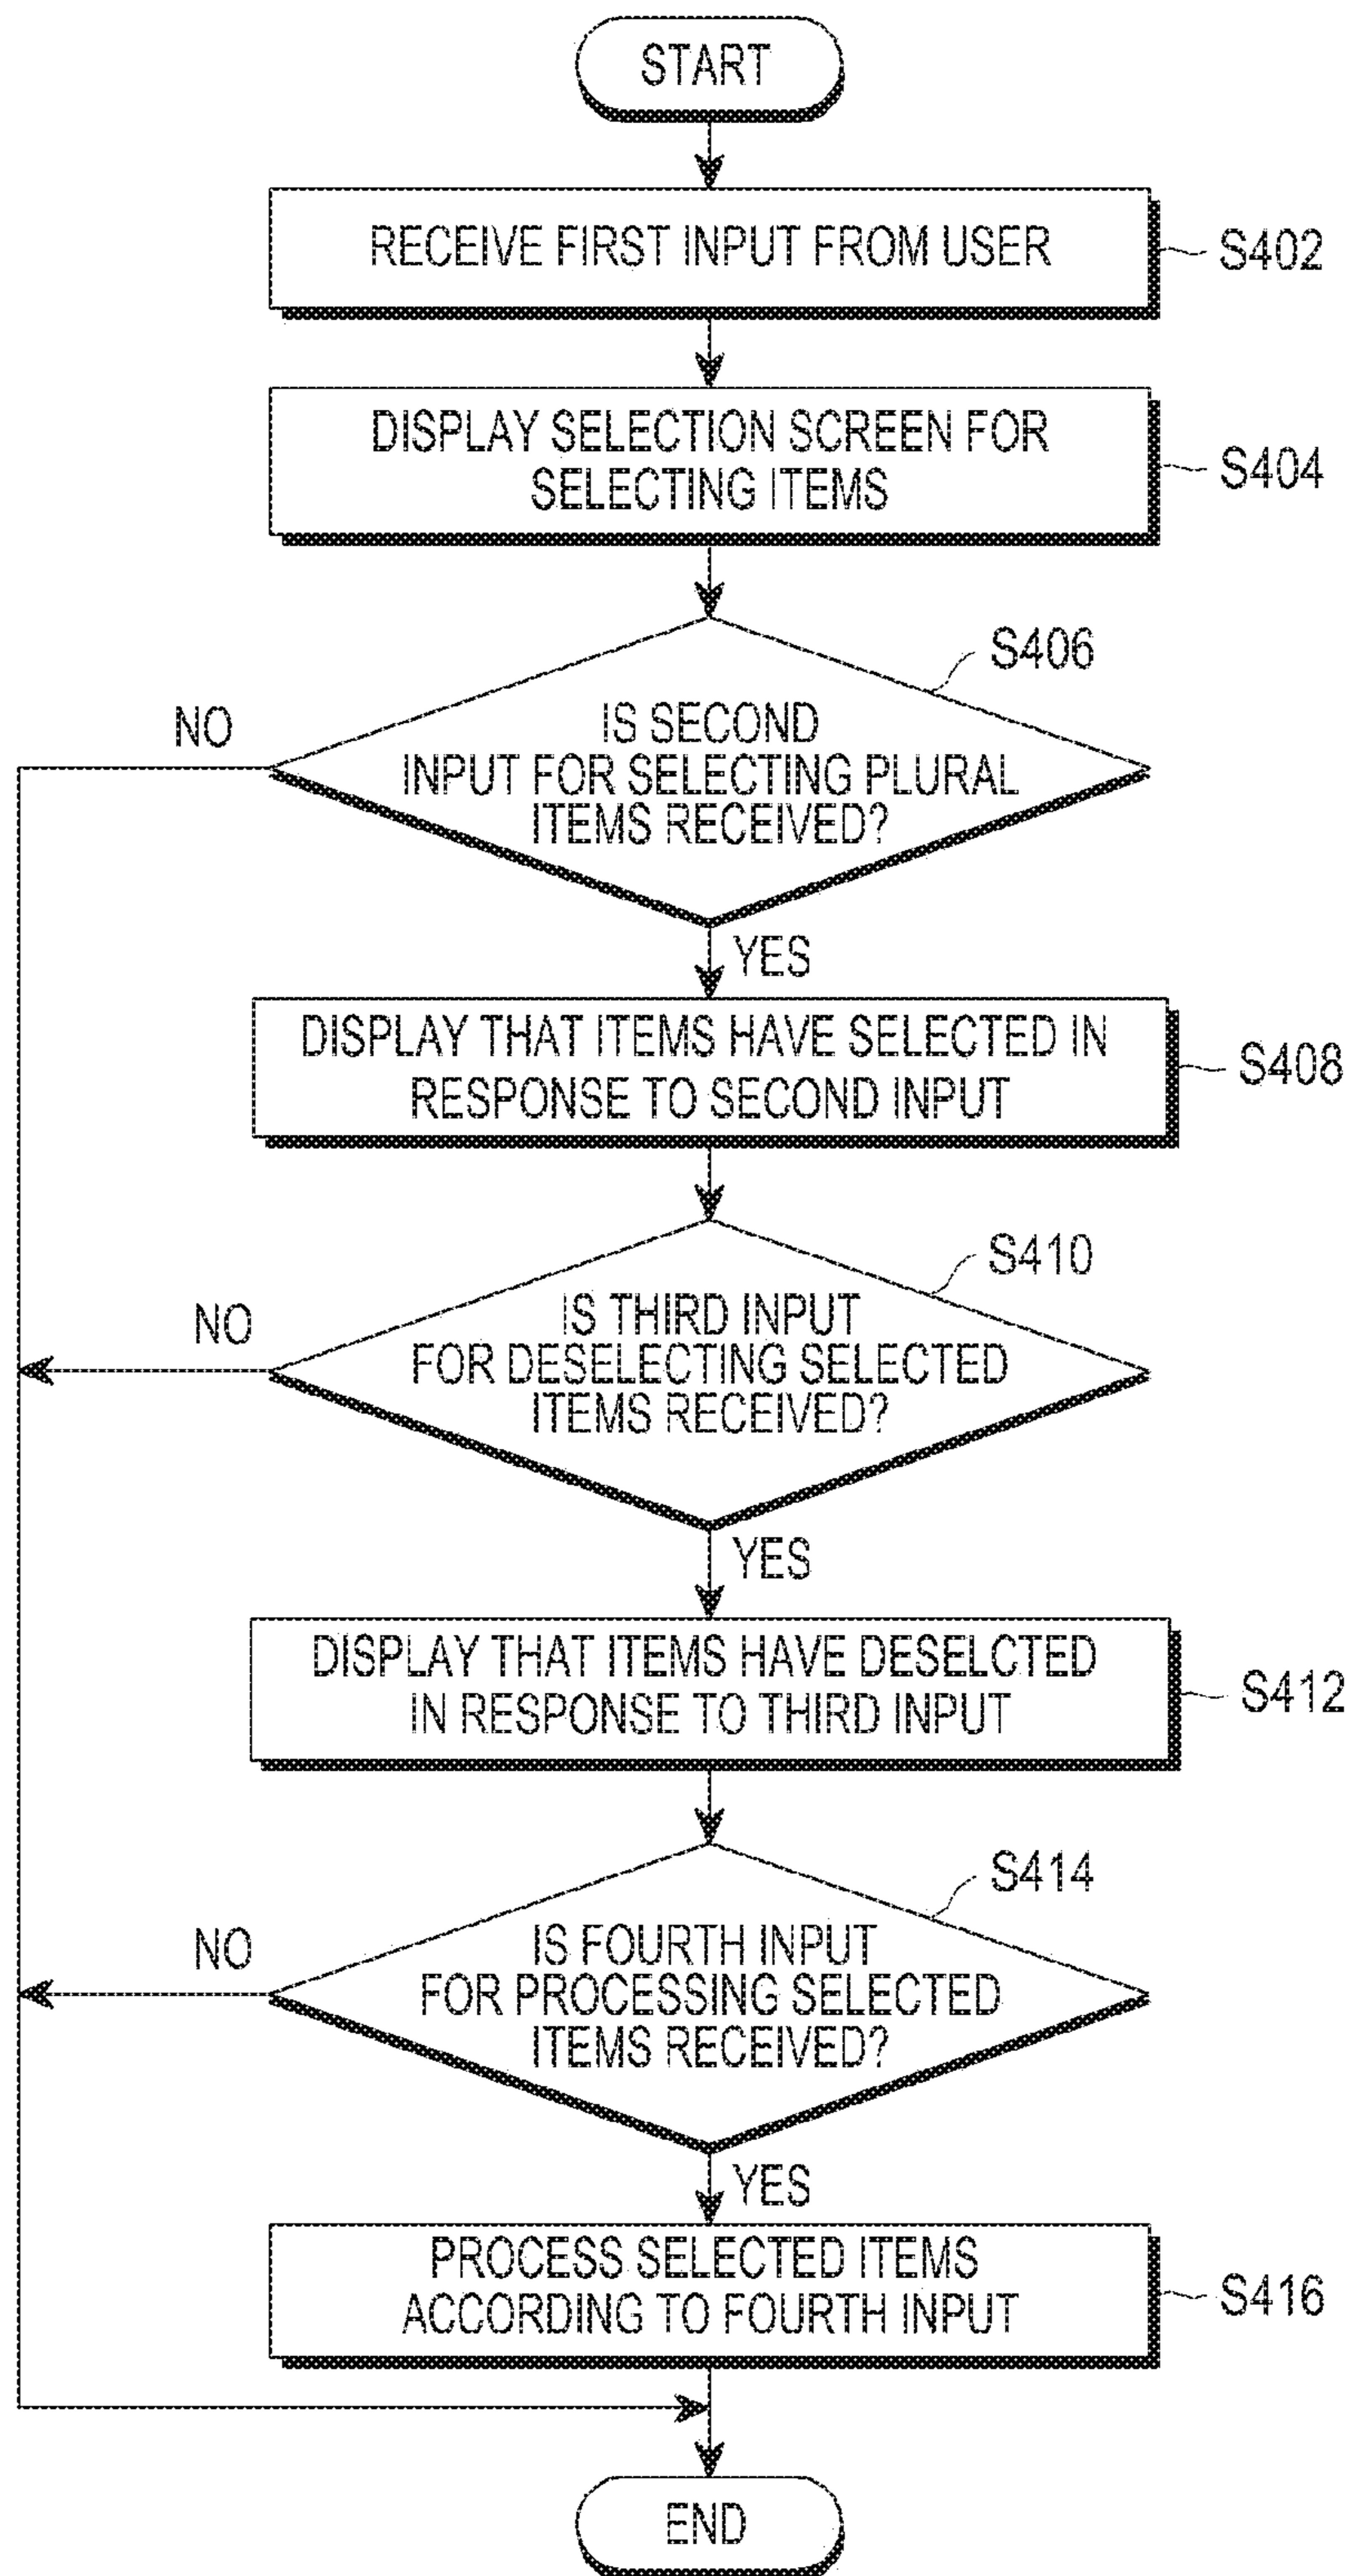 START
RECEIVE FIRST INPUT FROM USER
S402
DISPLAY SELECTION SCREEN FOR
SELECTING ITEMS
S404
S406
NO
IS SECOND
INPUT FOR SELECTING PLURAL
ITEMS RECEIVED?
YES
DISPLAY THAT ITEMS HAVE SELECTED IN
RESPONSE TO SECOND INPUT
S408
S410
NO
IS THIRD INPUT
FOR DESELECTING SELECTED
ITEMS RECEIVED?
YES
DISPLAY THAT ITEMS HAVE DESELCTED
IN RESPONSE TO THIRD INPUT
S412
S414
NO
IS FOURTH INPUT
FOR PROCESSING SELECTED
ITEMS RECEIVED?
YES
PROCESS SELECTED ITEMS
ACCORDING TO FOURTH INPUT
S416
END